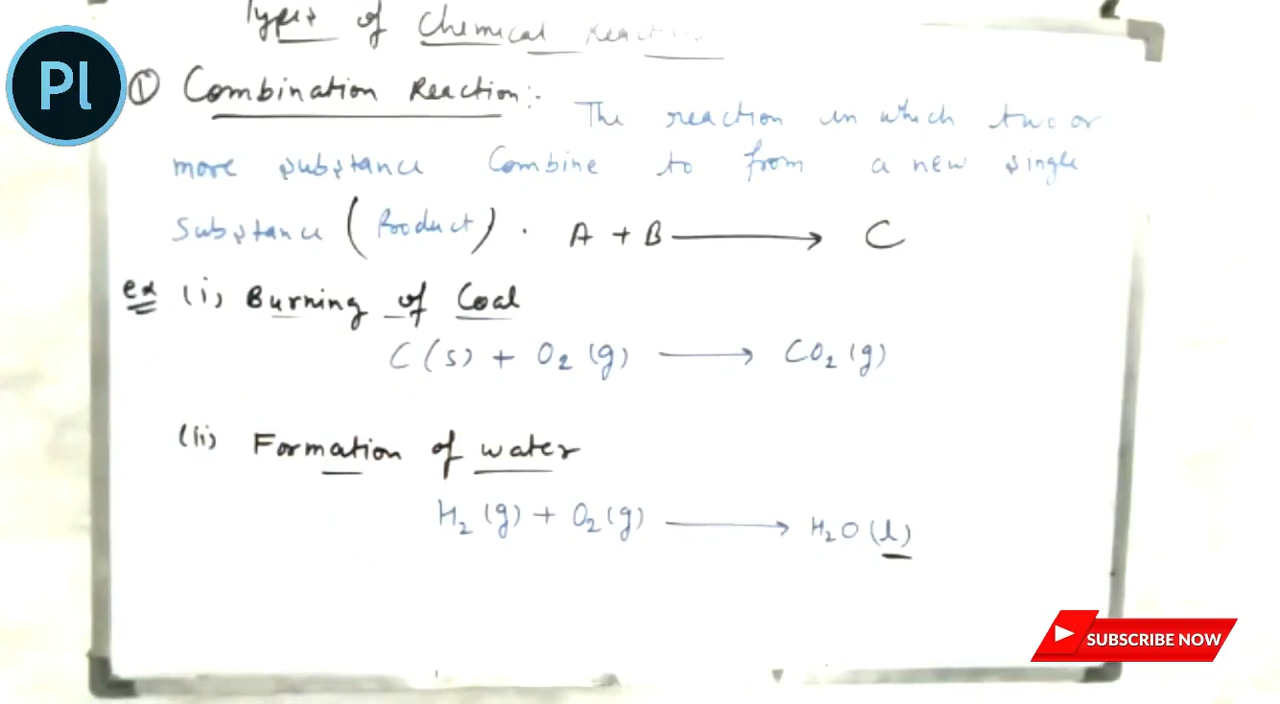 Types of Chemical Reaction
Pl
① Combination Reaction:-
The reaction in which two or
more substance Combine to from a new single
Substance (Product). A + B ⟶ C
ex (i) Burning of Coal
C(s) + O₂(g) ⟶ CO₂(g)
(ii) Formation of water
H₂(g) + O₂(g) ⟶ H₂O(l)
SUBSCRIBE NOW